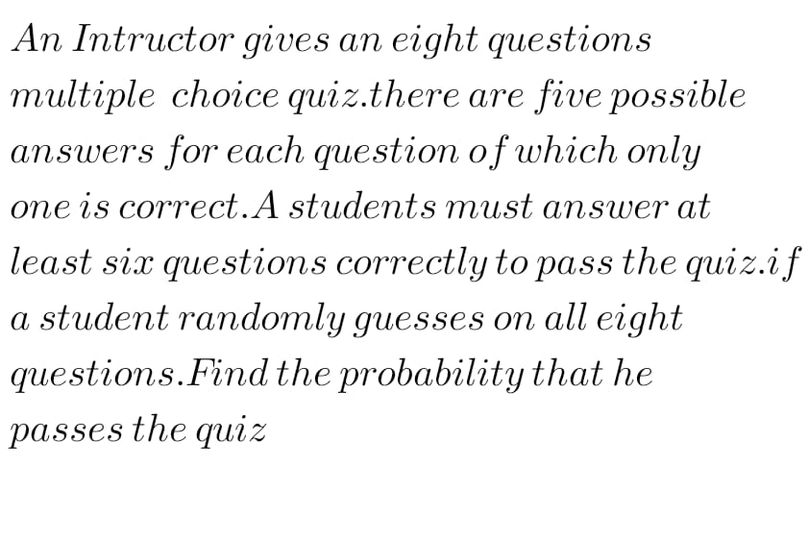 An Intructor gives an eight questions
multiple choice quiz.there are five possible
answers for each question of which only
one is correct.A students must answer at
least six questions correctly to pass the quiz.if
a student randomly guesses on all eight
questions.Find the probability that he
passes the quiz